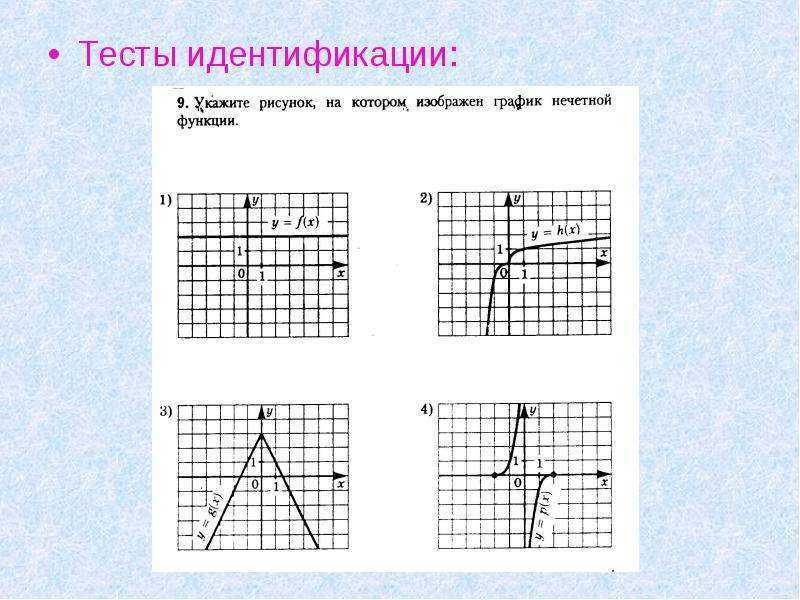 • Тесты идентификации:
9. Укажите рисунок, на котором изображен график нечетной
функции.
1)
y
y = f(x)
1
0 1 x
2)
y
y = h(x)
1
0 1 x
3)
y
1
0 1 x
y = g(x)
4)
y
1 1
0 x
y = p(x)